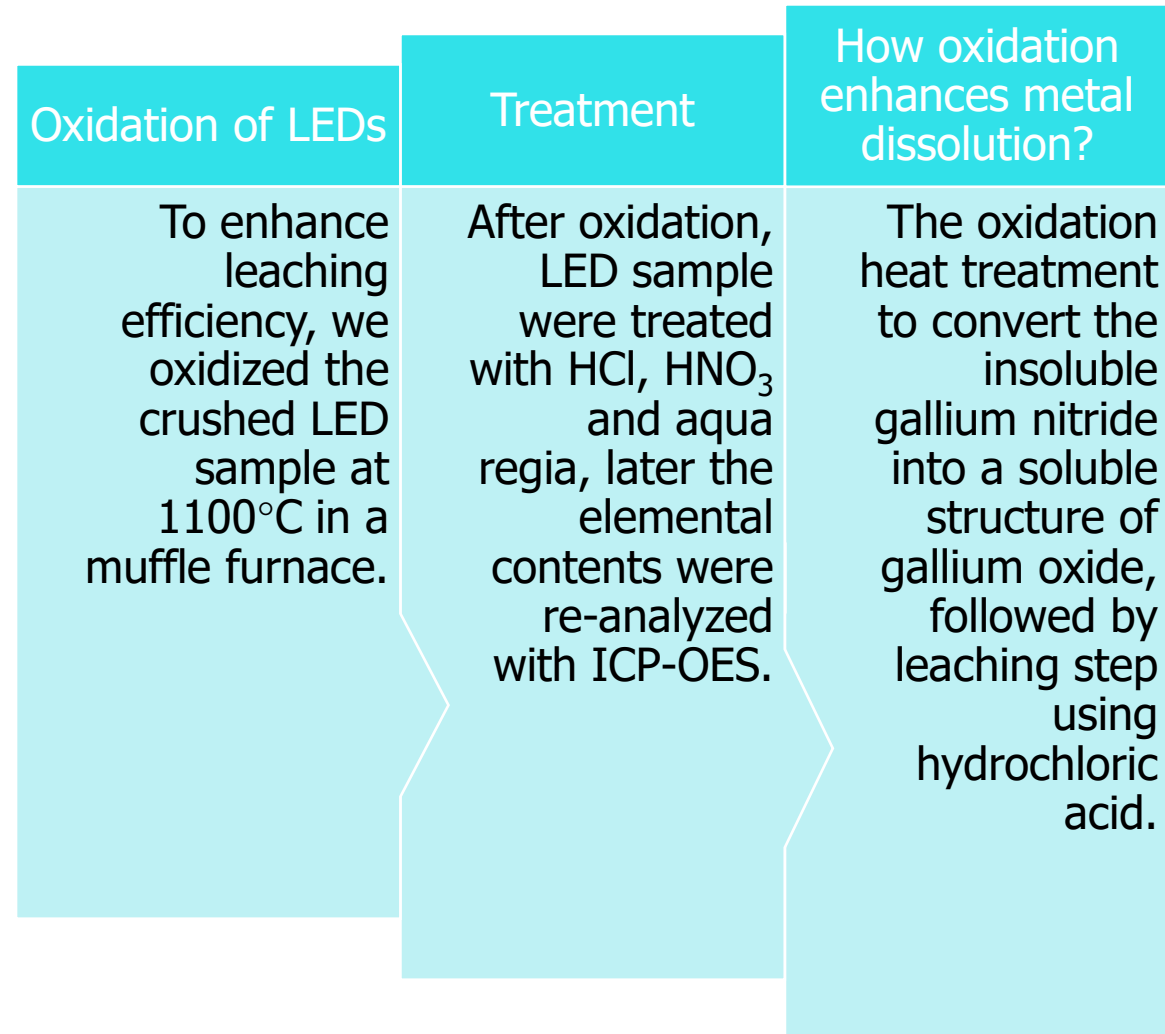 Oxidation of LEDs
To enhance
leaching
efficiency, we
oxidized the
crushed LED
sample at
1100°C in a
muffle furnace.
Treatment
After oxidation,
LED sample
were treated
with HCl, HNO₃
and aqua
regia, later the
elemental
contents were
re-analyzed
with ICP-OES.
How oxidation
enhances metal
dissolution?
The oxidation
heat treatment
to convert the
insoluble
gallium nitride
into a soluble
structure of
gallium oxide,
followed by
leaching step
using
hydrochloric
acid.